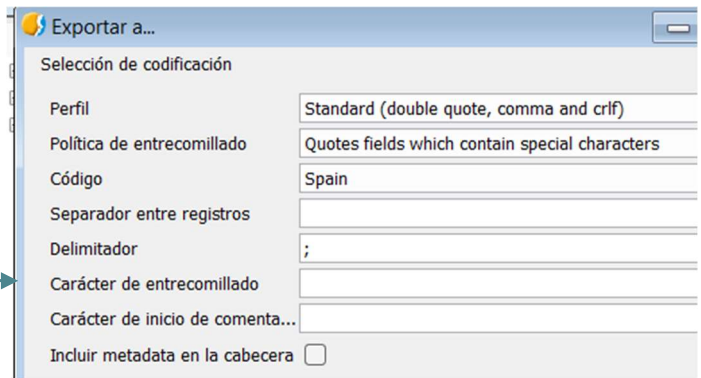 Exportar a...
Selección de codificación
Perfil Standard (double quote, comma and crlf)
Política de entrecomillado Quotes fields which contain special characters
Código Spain
Separador entre registros
Delimitador ;
Carácter de entrecomillado
Carácter de inicio de comenta...
Incluir metadata en la cabecera